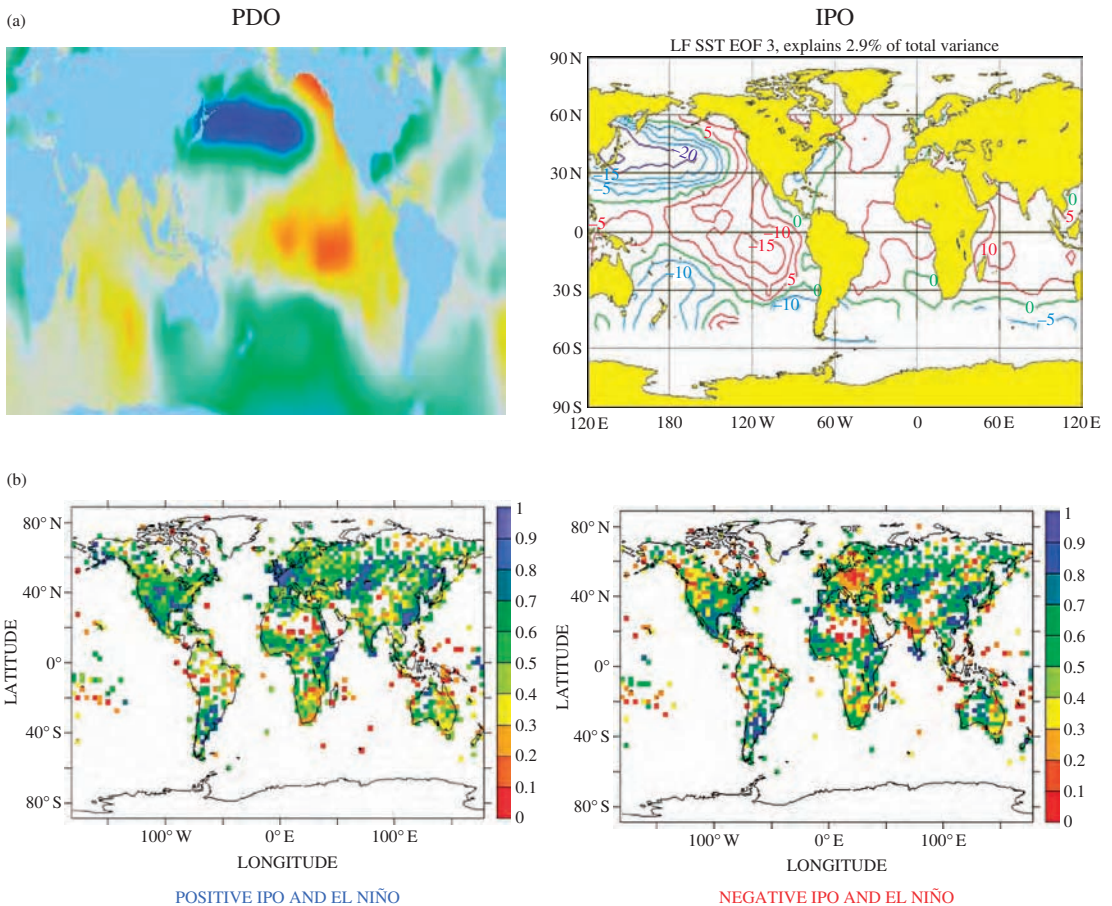 (a)
PDO
IPO
LF SST EOF 3, explains 2.9% of total variance
90 N
60 N
30 N
0
30 S
60 S
90 S
120 E
180
120 W
60 W
0
60 E
120 E
5
20
–15
–5
–5
0
–10
–15
5
0
–10
–10
10
0
5
0
0
–5
(b)
80° N
40° N
0°
40° S
80° S
LATITUDE
100° W
0° E
100° E
LONGITUDE
1
0.9
0.8
0.7
0.6
0.5
0.4
0.3
0.2
0.1
0
POSITIVE IPO AND EL NIÑO
80° N
40° N
0°
40° S
80° S
LATITUDE
100° W
0° E
100° E
LONGITUDE
1
0.9
0.8
0.7
0.6
0.5
0.4
0.3
0.2
0.1
0
NEGATIVE IPO AND EL NIÑO